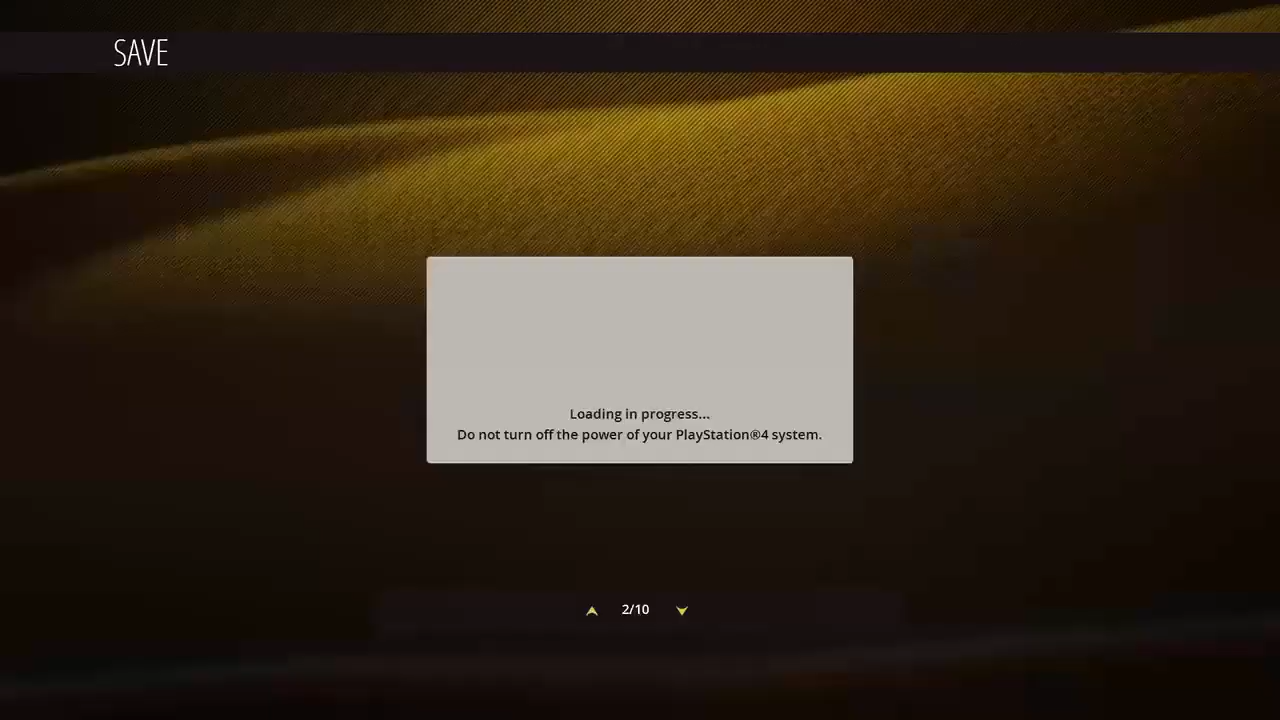 SAVE
Loading in progress...
Do not turn off the power of your PlayStation®4 system.
2/10